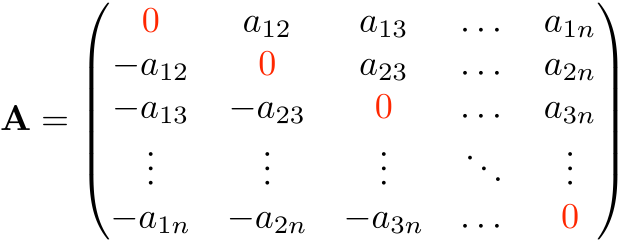 A = ( 0 a₁₂ a₁₃ … a₁ₙ
−a₁₂ 0 a₂₃ … a₂ₙ
−a₁₃ −a₂₃ 0 … a₃ₙ
⋮ ⋮ ⋮ ⋱ ⋮
−a₁ₙ −a₂ₙ −a₃ₙ … 0 )